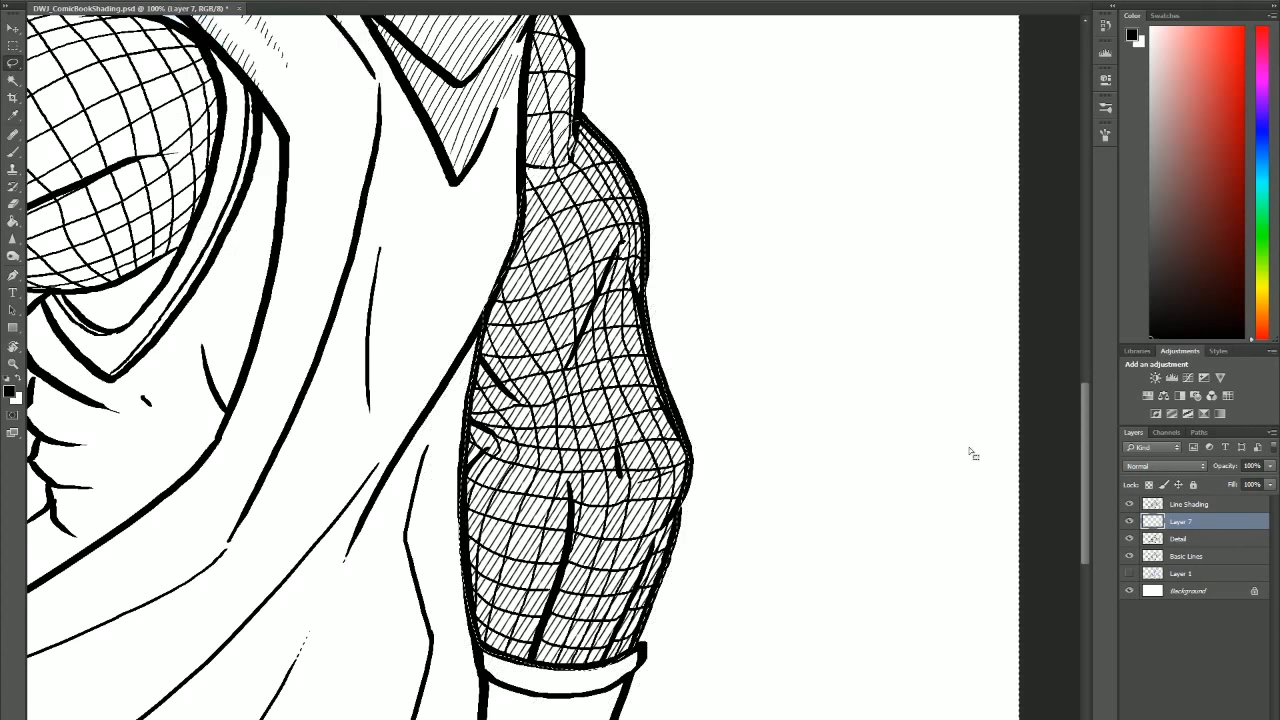 DWJ_ComicBookShading.psd @ 100% (Layer 7, RGB/8) * ×
Color Swatches
Libraries Adjustments Styles
Add an adjustment
Layers Channels Paths
Kind
Normal Opacity: 100%
Lock: Fill: 100%
Line Shading
Layer 7
Detail
Basic Lines
Layer 1
Background